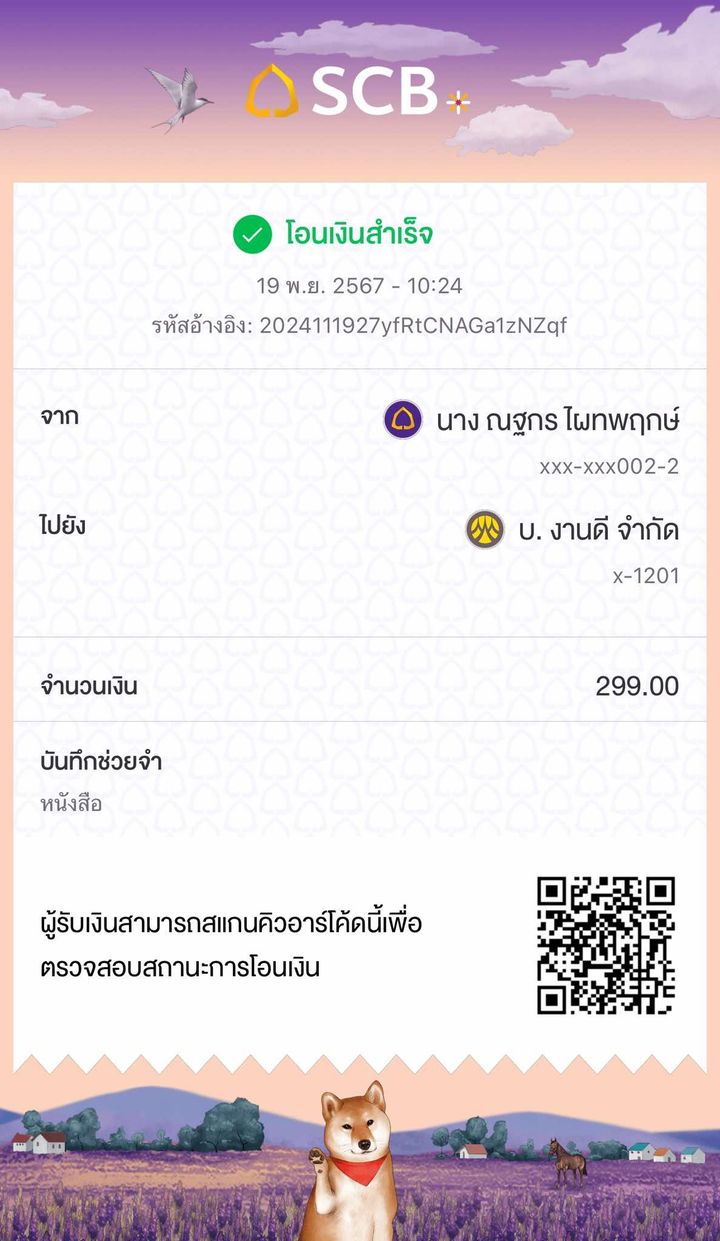 SCB
โอนเงินสำเร็จ
19 พ.ย. 2567 - 10:24
รหัสอ้างอิง: 2024111927yfRtCNAGa1zNZqf
จาก
นาง ณฐกร ไผทพฤกษ์
xxx-xxx002-2
ไปยัง
บ. งานดี จำกัด
x-1201
จำนวนเงิน 299.00
บันทึกช่วยจำ
หนังสือ
ผู้รับเงินสามารถสแกนคิวอาร์โค้ดนี้เพื่อ
ตรวจสอบสถานะการโอนเงิน